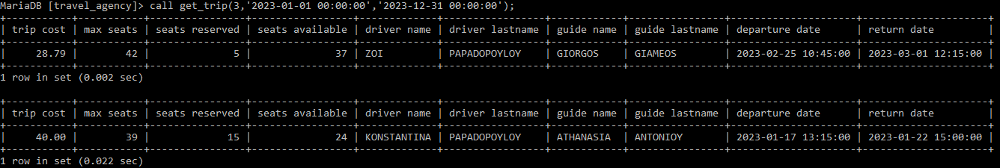 MariaDB [travel_agency]> call get_trip(3,'2023-01-01 00:00:00','2023-12-31 00:00:00');
+-----------+-----------+----------------+-----------------+-------------+-----------------+------------+----------------+---------------------+---------------------+
| trip cost | max seats | seats reserved | seats available | driver name | driver lastname | guide name | guide lastname | departure date      | return date         |
+-----------+-----------+----------------+-----------------+-------------+-----------------+------------+----------------+---------------------+---------------------+
|     28.79 |        42 |              5 |              37 | ZOI         | PAPADOPOYLOY    | GIORGOS    | GIAMEOS        | 2023-02-25 10:45:00 | 2023-03-01 12:15:00 |
+-----------+-----------+----------------+-----------------+-------------+-----------------+------------+----------------+---------------------+---------------------+
1 row in set (0.002 sec)
+-----------+-----------+----------------+-----------------+-------------+-----------------+------------+----------------+---------------------+---------------------+
| trip cost | max seats | seats reserved | seats available | driver name | driver lastname | guide name | guide lastname | departure date      | return date         |
+-----------+-----------+----------------+-----------------+-------------+-----------------+------------+----------------+---------------------+---------------------+
|     40.00 |        39 |             15 |              24 | KONSTANTINA | PAPADOPOYLOY    | ATHANASIA  | ANTONIOY       | 2023-01-17 13:15:00 | 2023-01-22 15:00:00 |
+-----------+-----------+----------------+-----------------+-------------+-----------------+------------+----------------+---------------------+---------------------+
1 row in set (0.022 sec)